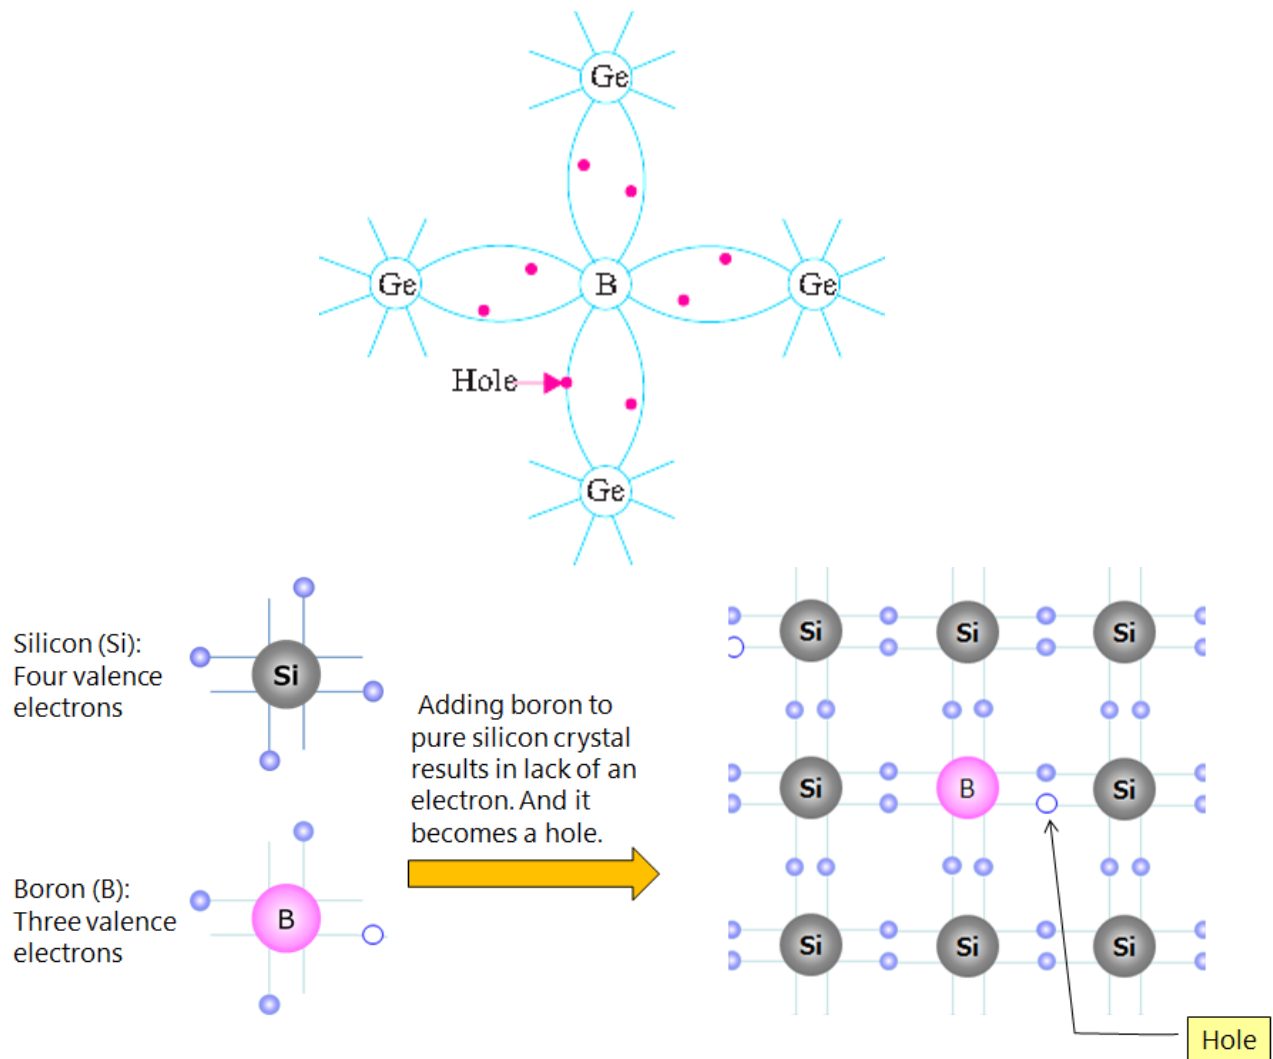 Ge
Ge
B
Ge
Hole
Ge
Silicon (Si):
Four valence
electrons
Si
Boron (B):
Three valence
electrons
B
Adding boron to
pure silicon crystal
results in lack of an
electron. And it
becomes a hole.
Si Si Si
Si B Si
Si Si Si
Hole